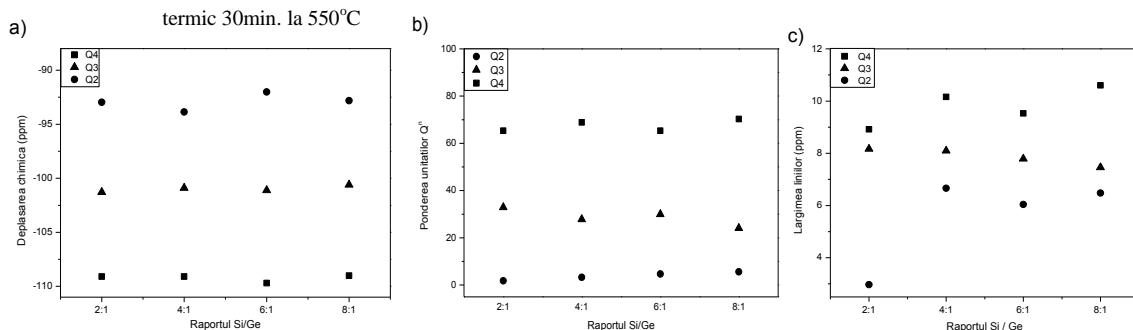 termic 30min. la 550°C
a)
Q4
Q3
Q2
Deplasarea chimica (ppm)
-90
-95
-100
-105
-110
2:1 4:1 6:1 8:1
Raportul Si/Ge
b)
Q2
Q3
Q4
Ponderea unitatilor Qⁿ
100
80
60
40
20
0
2:1 4:1 6:1 8:1
Raportul Si/Ge
c)
Q4
Q3
Q2
Largimea liniilor (ppm)
12
10
8
6
4
2:1 4:1 6:1 8:1
Raportul Si / Ge